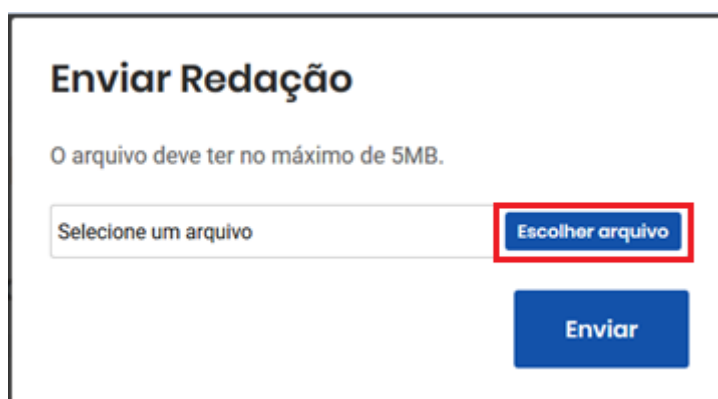 Enviar Redação
O arquivo deve ter no máximo de 5MB.
Selecione um arquivo Escolher arquivo
Enviar